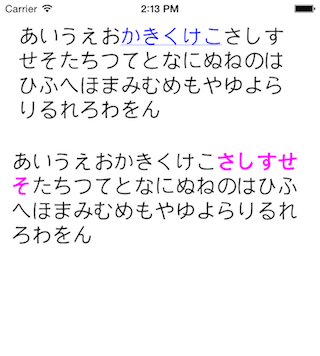 Carrier 2:13 PM
あいうえおかきくけこさしす
せそたちつてとなにぬねのは
ひふへほまみむめもやゆよら
りるれろわをん
あいうえおかきくけこさしすせ
そたちつてとなにぬねのはひふ
へほまみむめもやゆよらりるれ
ろわをん